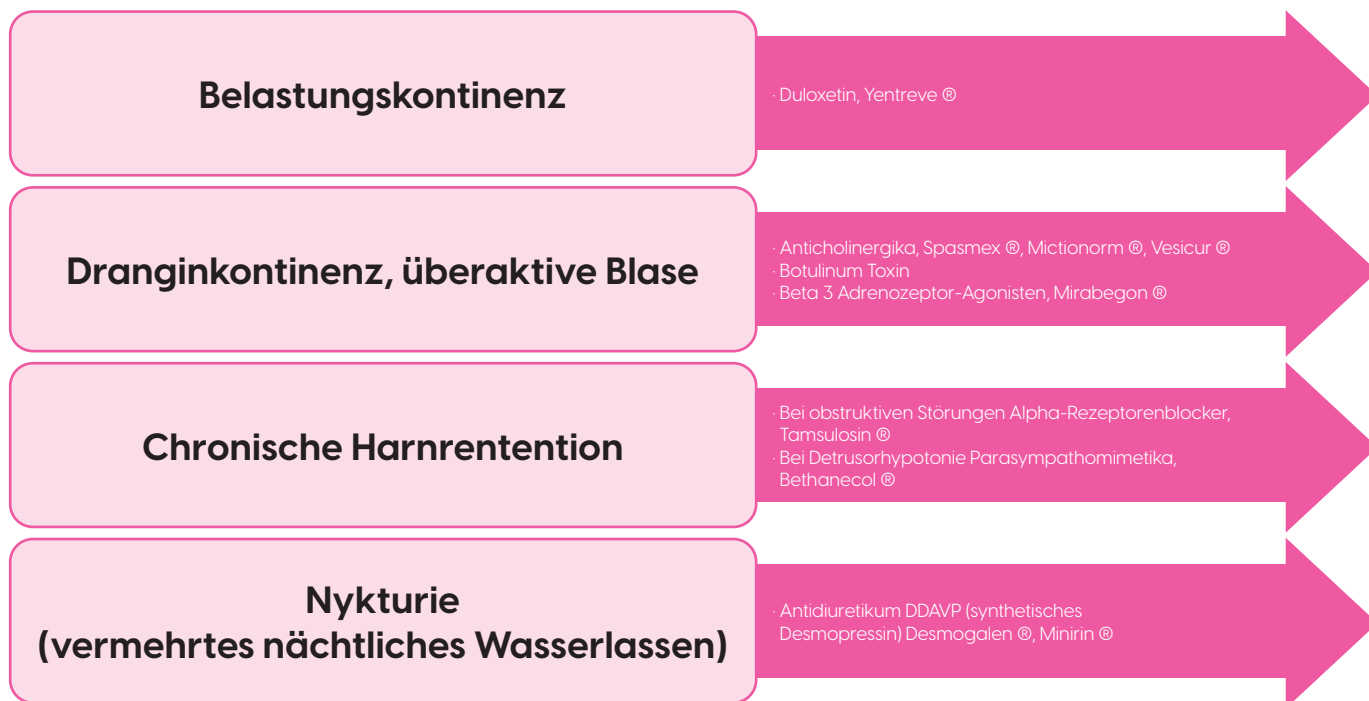 Belastungskontinenz
· Duloxetin, Yentreve ®
Dranginkontinenz, überaktive Blase
· Anticholinergika, Spasmex ®, Mictionorm ®, Vesicur ®
· Botulinum Toxin
· Beta 3 Adrenozeptor-Agonisten, Mirabegon ®
Chronische Harnrentention
· Bei obstruktiven Störungen Alpha-Rezeptorenblocker,
Tamsulosin ®
· Bei Detrusorhypotonie Parasympathomimetika,
Bethanecol ®
Nykturie
(vermehrtes nächtliches Wasserlassen)
· Antidiuretikum DDAVP (synthetisches
Desmopressin) Desmogalen ®, Minirin ®